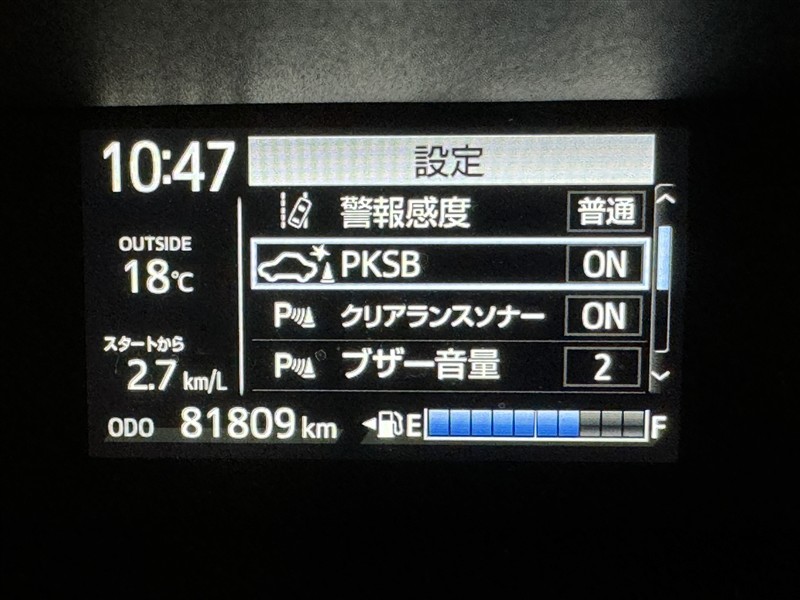 10:47
設定
警報感度 普通
OUTSIDE
18℃
PKSB ON
P クリアランスソナー ON
スタートから
2.7 km/L
P ブザー音量 2
ODO 81809 km
E F